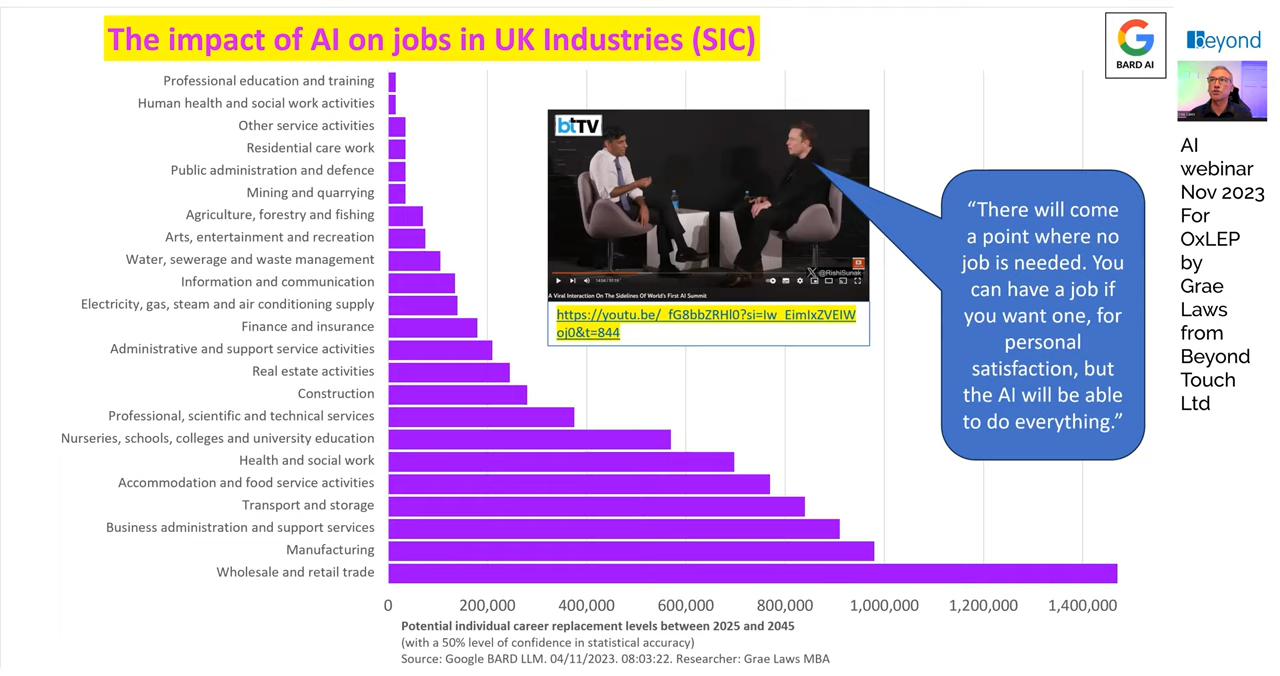 The impact of AI on jobs in UK Industries (SIC)
BARD AI
Beyond
Professional education and training
Human health and social work activities
Other service activities
Residential care work
Public administration and defence
Mining and quarrying
Agriculture, forestry and fishing
Arts, entertainment and recreation
Water, sewerage and waste management
Information and communication
Electricity, gas, steam and air conditioning supply
Finance and insurance
Administrative and support service activities
Real estate activities
Construction
Professional, scientific and technical services
Nurseries, schools, colleges and university education
Health and social work
Accommodation and food service activities
Transport and storage
Business administration and support services
Manufacturing
Wholesale and retail trade
0 200,000 400,000 600,000 800,000 1,000,000 1,200,000 1,400,000
Potential individual career replacement levels between 2025 and 2045
(with a 50% level of confidence in statistical accuracy)
Source: Google BARD LLM. 04/11/2023. 08:03:22. Researcher: Grae Laws MBA
btTV
@RishiSunak
A Viral Interaction On The Sidelines Of World's First AI Summit
https://youtu.be/_fG8bbZRHl0?si=Iw_EimIxZVEIW
oj0&t=844
“There will come
a point where no
job is needed. You
can have a job if
you want one, for
personal
satisfaction, but
the AI will be able
to do everything.”
AI
webinar
Nov 2023
For
OxLEP
by
Grae
Laws
from
Beyond
Touch
Ltd